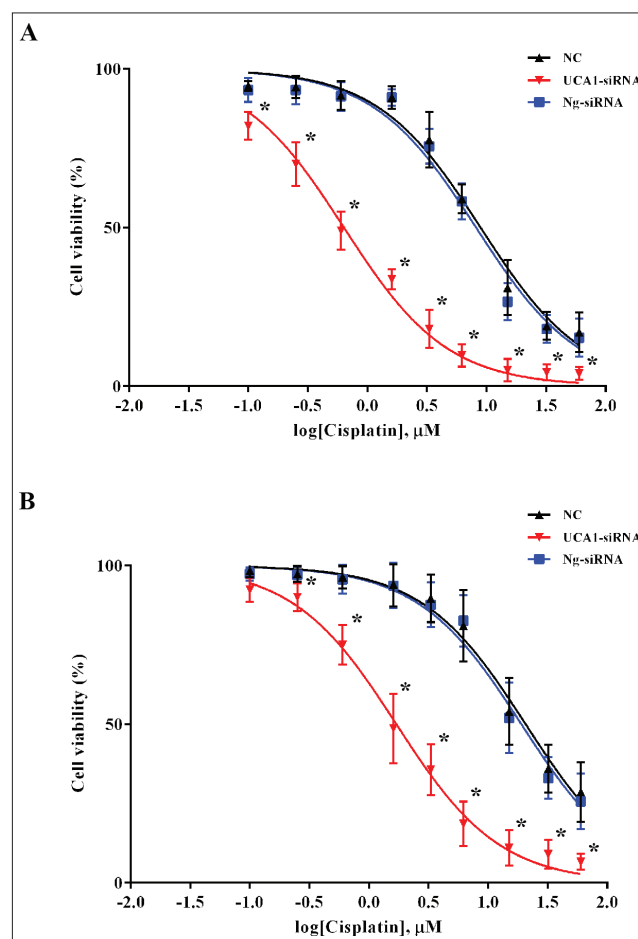 A
NC
UCA1-siRNA
Ng-siRNA
100
50
0
Cell viability (%)
* * * * * * * * *
-2.0 -1.5 -1.0 -0.5 0.0 0.5 1.0 1.5 2.0
log[Cisplatin], μM
B
NC
UCA1-siRNA
Ng-siRNA
100
50
0
Cell viability (%)
* * * * * * * *
-2.0 -1.5 -1.0 -0.5 0.0 0.5 1.0 1.5 2.0
log[Cisplatin], μM